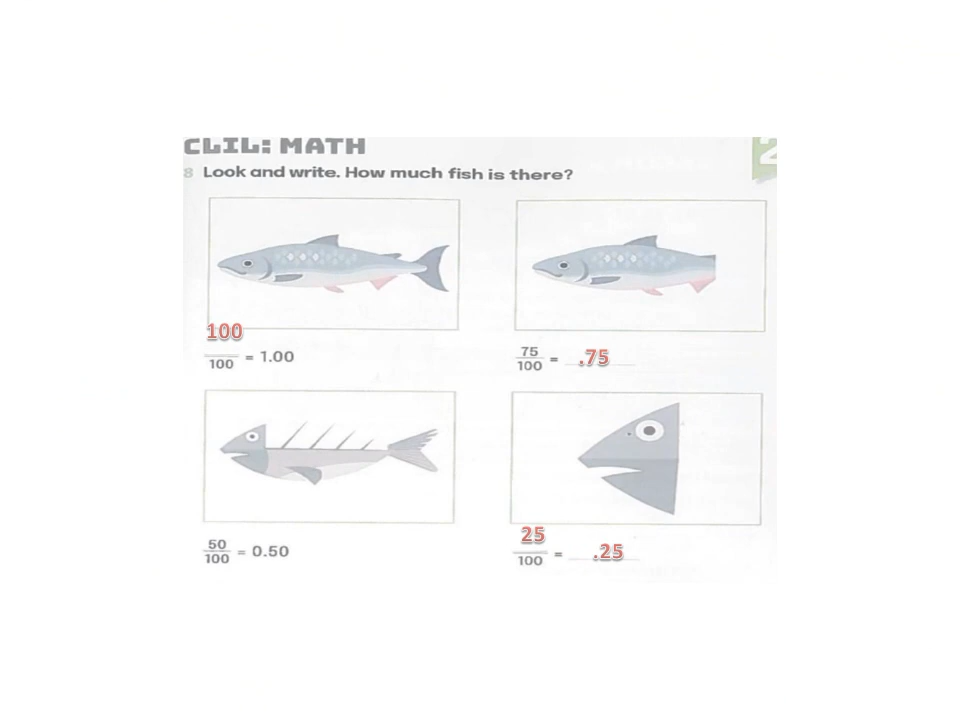 CLIL: MATH
2
8 Look and write. How much fish is there?
100
100 = 1.00
75
100 = .75
50
100 = 0.50
25
100 = .25